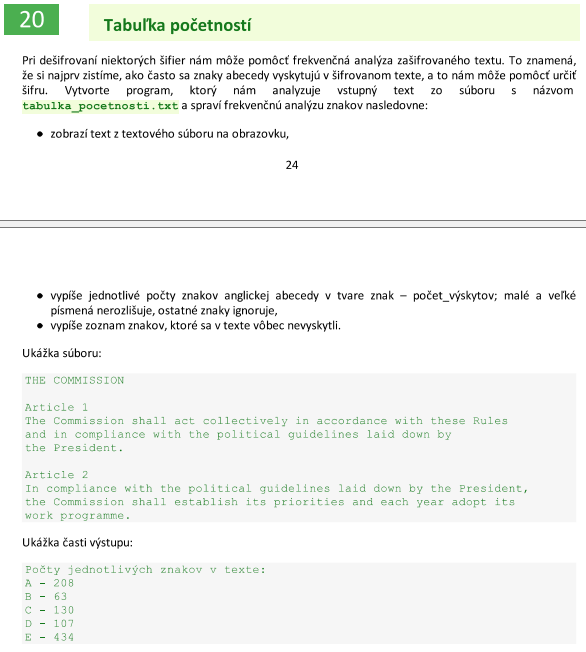 20
Tabuľka početností
Pri dešifrovaní niektorých šifier nám môže pomôcť frekvenčná analýza zašifrovaného textu. To znamená,
že si najprv zistíme, ako často sa znaky abecedy vyskytujú v šifrovanom texte, a to nám môže pomôcť určiť
šifru. Vytvorte program, ktorý nám analyzuje vstupný text zo súboru s názvom
tabulka_pocetnosti.txt a spraví frekvenčnú analýzu znakov nasledovne:
● zobrazí text z textového súboru na obrazovku,
24
● vypíše jednotlivé počty znakov anglickej abecedy v tvare znak – počet_výskytov; malé a veľké
písmená nerozlišuje, ostatné znaky ignoruje,
● vypíše zoznam znakov, ktoré sa v texte vôbec nevyskytli.
Ukážka súboru:
THE COMMISSION
Article 1
The Commission shall act collectively in accordance with these Rules
and in compliance with the political guidelines laid down by
the President.
Article 2
In compliance with the political guidelines laid down by the President,
the Commission shall establish its priorities and each year adopt its
work programme.
Ukážka časti výstupu:
Počty jednotlivých znakov v texte:
A - 208
B - 63
C - 130
D - 107
E - 434